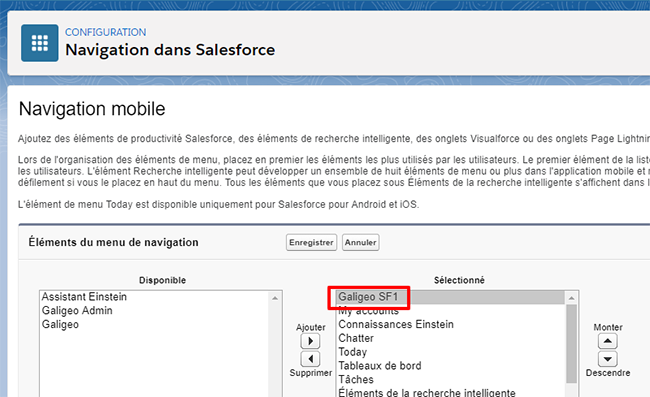 CONFIGURATION
Navigation dans Salesforce
Navigation mobile
Ajoutez des éléments de productivité Salesforce, des éléments de recherche intelligente, des onglets Visualforce ou des onglets Page Lightnin
Lors de l'organisation des éléments de menu, placez en premier les éléments les plus utilisés par les utilisateurs. Le premier élément de la liste
les utilisateurs. L'élément Recherche intelligente peut développer un ensemble de huit éléments de menu ou plus dans l'application mobile et
défilement si vous le placez en haut du menu. Tous les éléments que vous placez sous Éléments de la recherche intelligente s'affichent dans l
L'élément de menu Today est disponible uniquement pour Salesforce pour Android et iOS.
Éléments du menu de navigation
Enregistrer
Annuler
Disponible
Assistant Einstein
Galigeo Admin
Galigeo
Ajouter
Supprimer
Sélectionné
Galigeo SF1
My accounts
Connaissances Einstein
Chatter
Today
Tableaux de bord
Tâches
Éléments de la recherche intelligente
Monter
Descendre